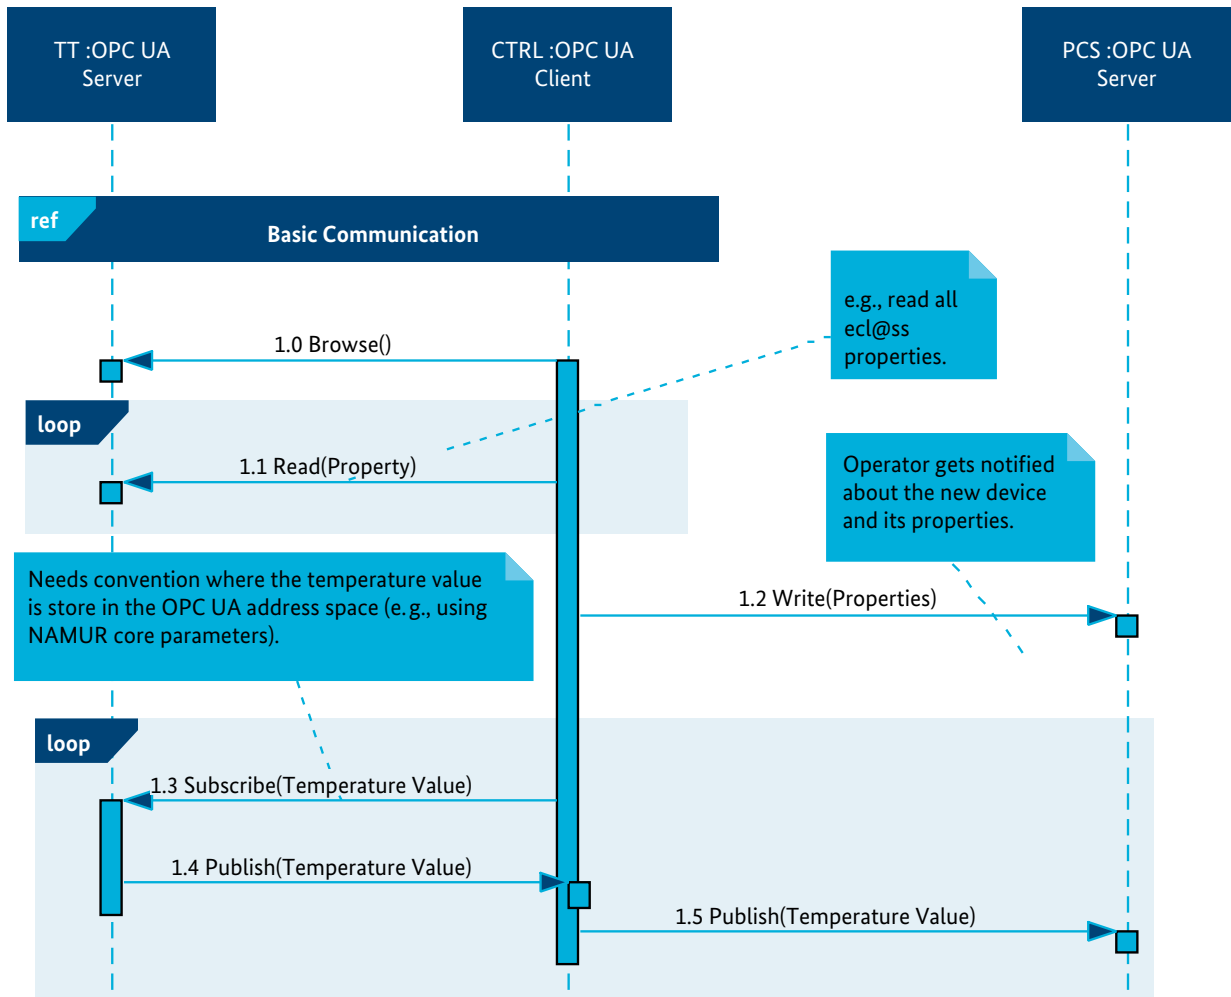 TT :OPC UA
Server
CTRL :OPC UA
Client
PCS :OPC UA
Server
ref
Basic Communication
e.g., read all
ecl@ss
properties.
1.0 Browse()
loop
1.1 Read(Property)
Operator gets notified
about the new device
and its properties.
Needs convention where the temperature value
is store in the OPC UA address space (e.g., using
NAMUR core parameters).
1.2 Write(Properties)
loop
1.3 Subscribe(Temperature Value)
1.4 Publish(Temperature Value)
1.5 Publish(Temperature Value)